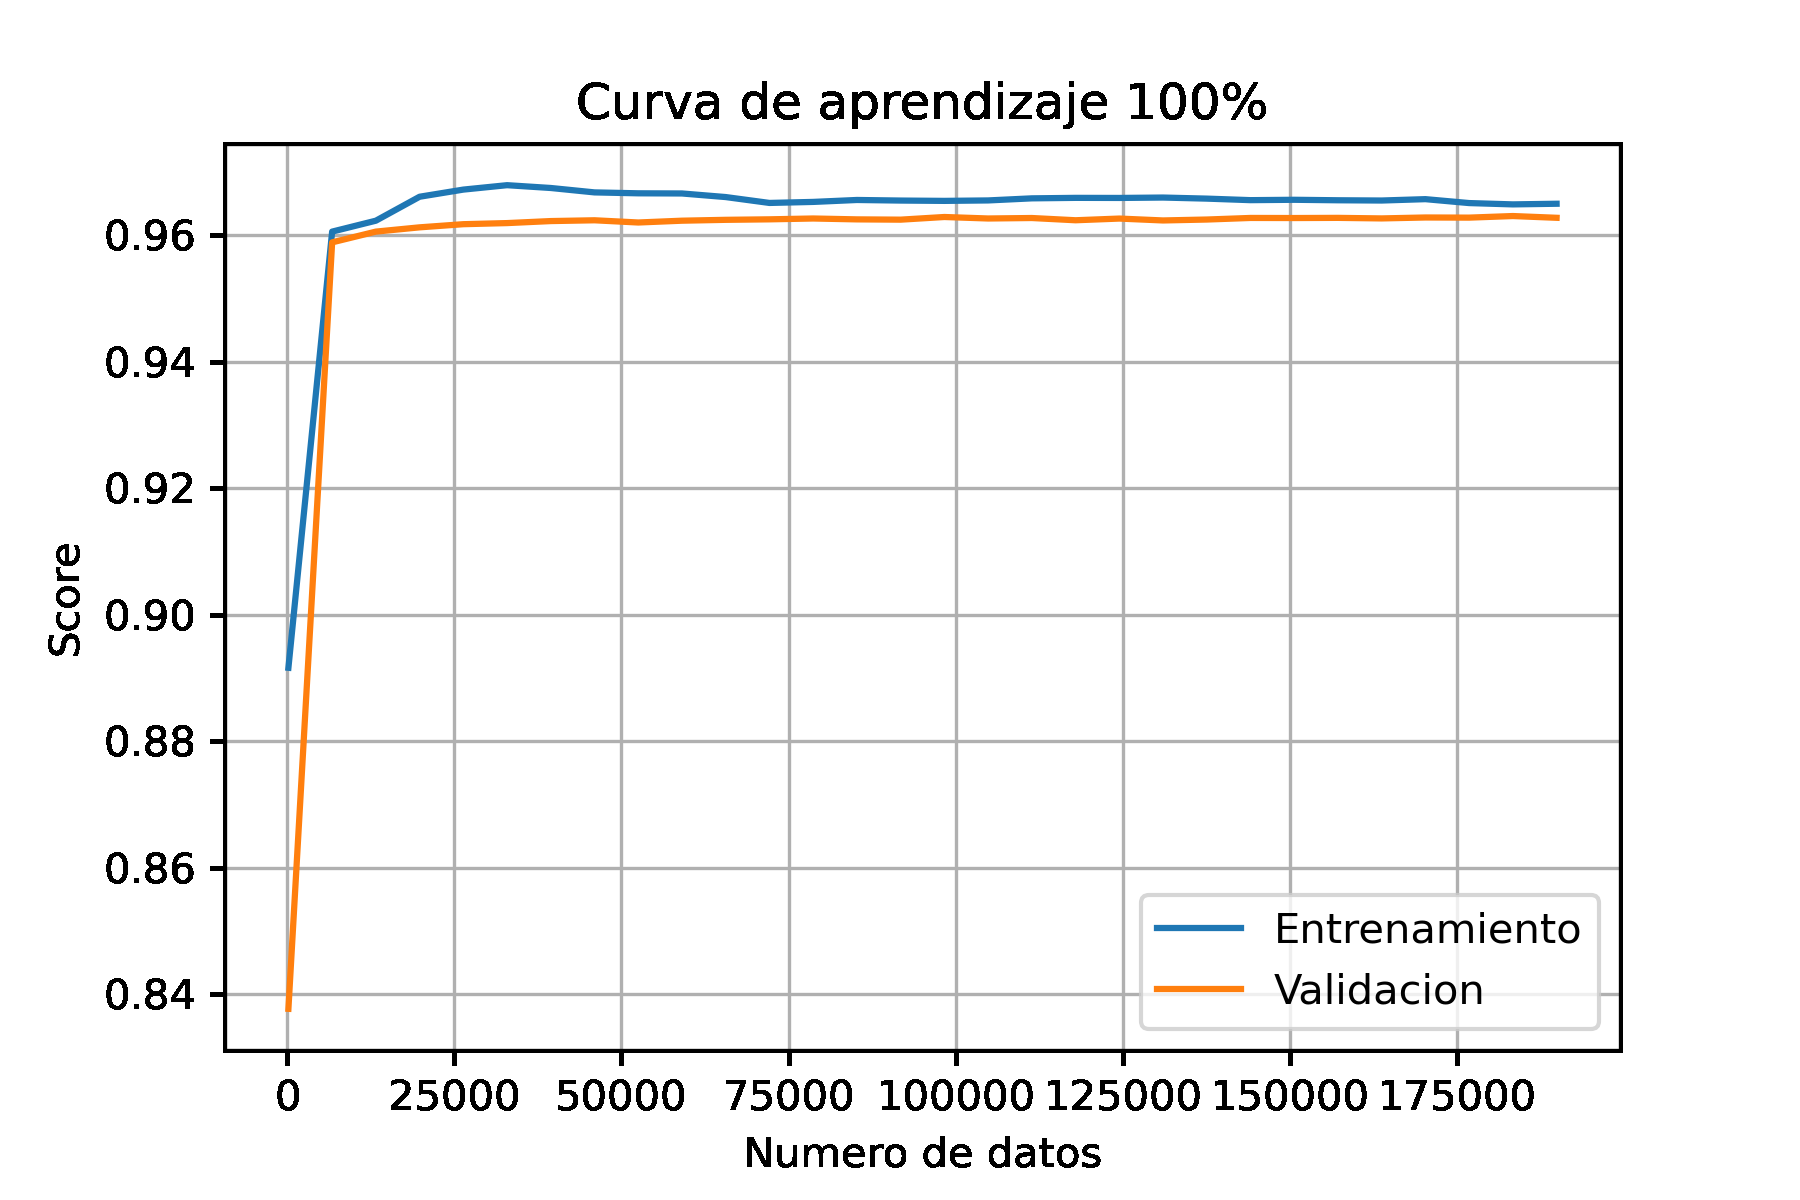 Curva de aprendizaje 100%
0.96
0.94
0.92
0.90
0.88
0.86
0.84
Score
Entrenamiento
Validacion
0 25000 50000 75000 100000 125000 150000 175000
Numero de datos